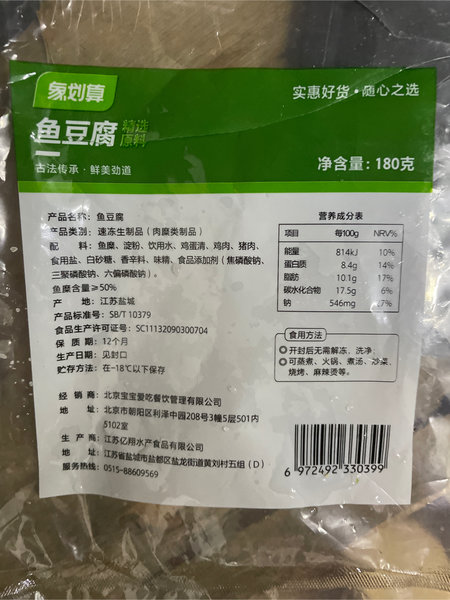 象划算
实惠好货·随心之选
鱼豆腐 精选原料
古法传承·鲜美劲道
净含量:180克
产品名称:鱼豆腐
产品类别:速冻生制品(肉糜类制品)
配 料:鱼糜、淀粉、饮用水、鸡蛋清、鸡肉、猪肉、
食用盐、白砂糖、香辛料、味精、食品添加剂(焦磷酸钠、
三聚磷酸钠、六偏磷酸钠)。
鱼糜含量≥50%
产 地:江苏盐城
产品标准号:SB/T 10379
食品生产许可证号:SC11132090300704
保 质 期:12个月
生产日期:见封口
贮存方法:在-18℃以下保存
经 销 商:北京宝宝爱吃餐饮管理有限公司
地 址:北京市朝阳区利泽中园208号3幢5层501内
5102室
生 产 商:江苏亿翔水产食品有限公司
地 址:江苏省盐城市盐都区盐龙街道黄刘村五组(D)
服务热线:0515-88609569
营养成分表
项目 每100g NRV%
能量 814kJ 10%
蛋白质 8.4g 14%
脂肪 10.1g 17%
碳水化合物 17.5g 6%
钠 546mg 27%
食用方法
开封后无需解冻、洗净
可蒸煮、火锅、煮汤、炒菜、
烧烤、麻辣烫等。
6 972492 330399